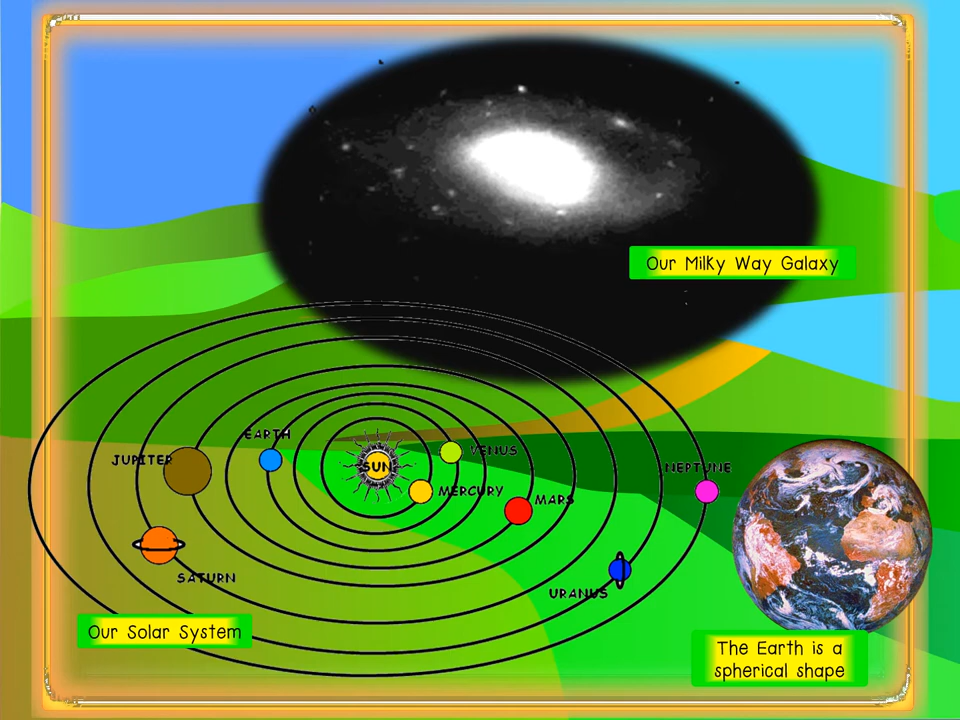 Our Milky Way Galaxy
EARTH
JUPITER
SUN
VENUS
MERCURY
MARS
NEPTUNE
SATURN
URANUS
Our Solar System
The Earth is a
spherical shape